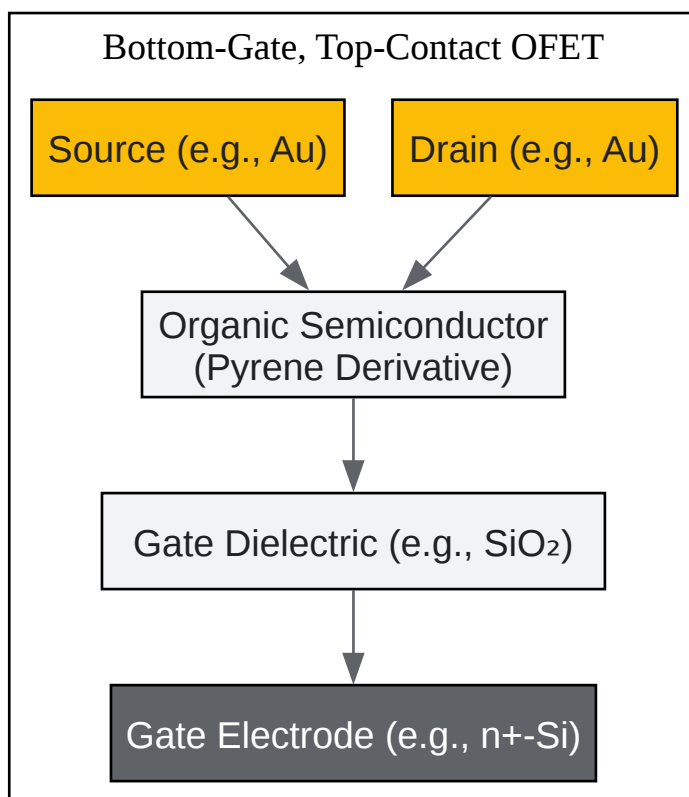 Bottom-Gate, Top-Contact OFET
Source (e.g., Au)
Drain (e.g., Au)
Organic Semiconductor
(Pyrene Derivative)
Gate Dielectric (e.g., SiO₂)
Gate Electrode (e.g., n+-Si)